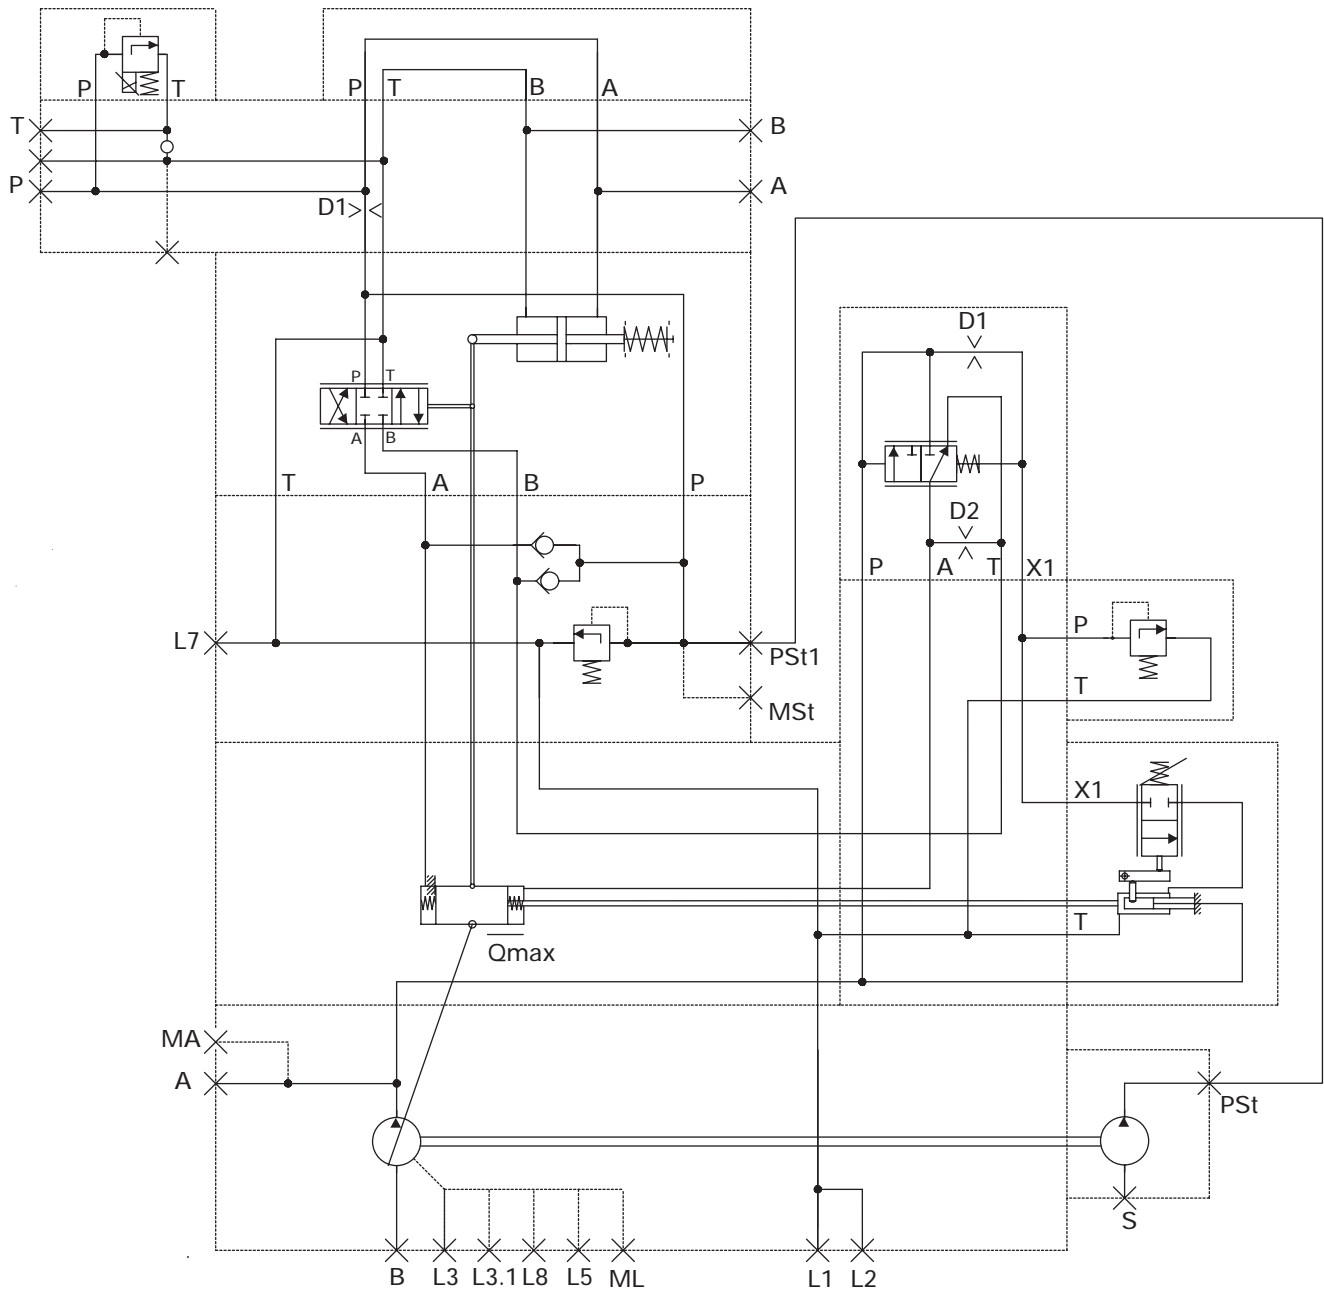 P T P T B A
T B
P A
D1
D1
P T
A B
T A B P
D2
P A T X1
L7 PSt1 P
MSt T
X1
T
Qmax
MA
A PSt
S
B L3 L3.1 L8 L5 ML L1 L2